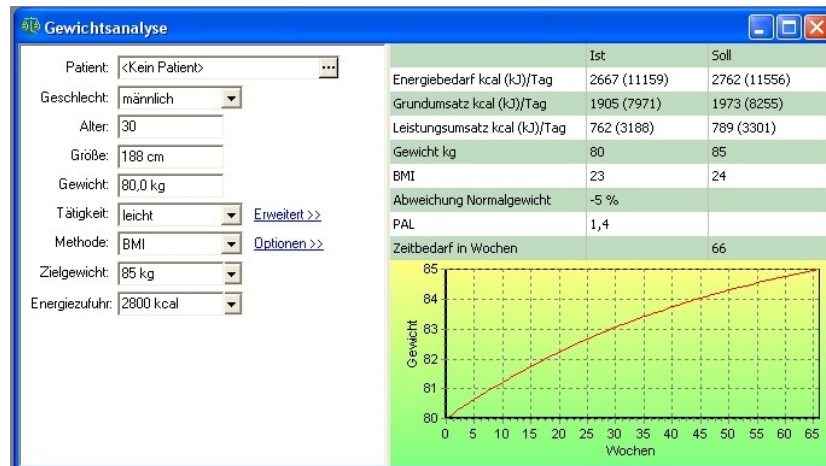 Gewichtsanalyse
Patient: <Kein Patient> ...
Geschlecht: männlich
Alter: 30
Größe: 188 cm
Gewicht: 80,0 kg
Tätigkeit: leicht Erweitert >>
Methode: BMI Optionen >>
Zielgewicht: 85 kg
Energiezufuhr: 2800 kcal
Ist Soll
Energiebedarf kcal (kJ)/Tag 2667 (11159) 2762 (11556)
Grundumsatz kcal (kJ)/Tag 1905 (7971) 1973 (8255)
Leistungsumsatz kcal (kJ)/Tag 762 (3188) 789 (3301)
Gewicht kg 80 85
BMI 23 24
Abweichung Normalgewicht -5 %
PAL 1,4
Zeitbedarf in Wochen 66
85
84
83
82
81
80
Gewicht
0 5 10 15 20 25 30 35 40 45 50 55 60 65
Wochen